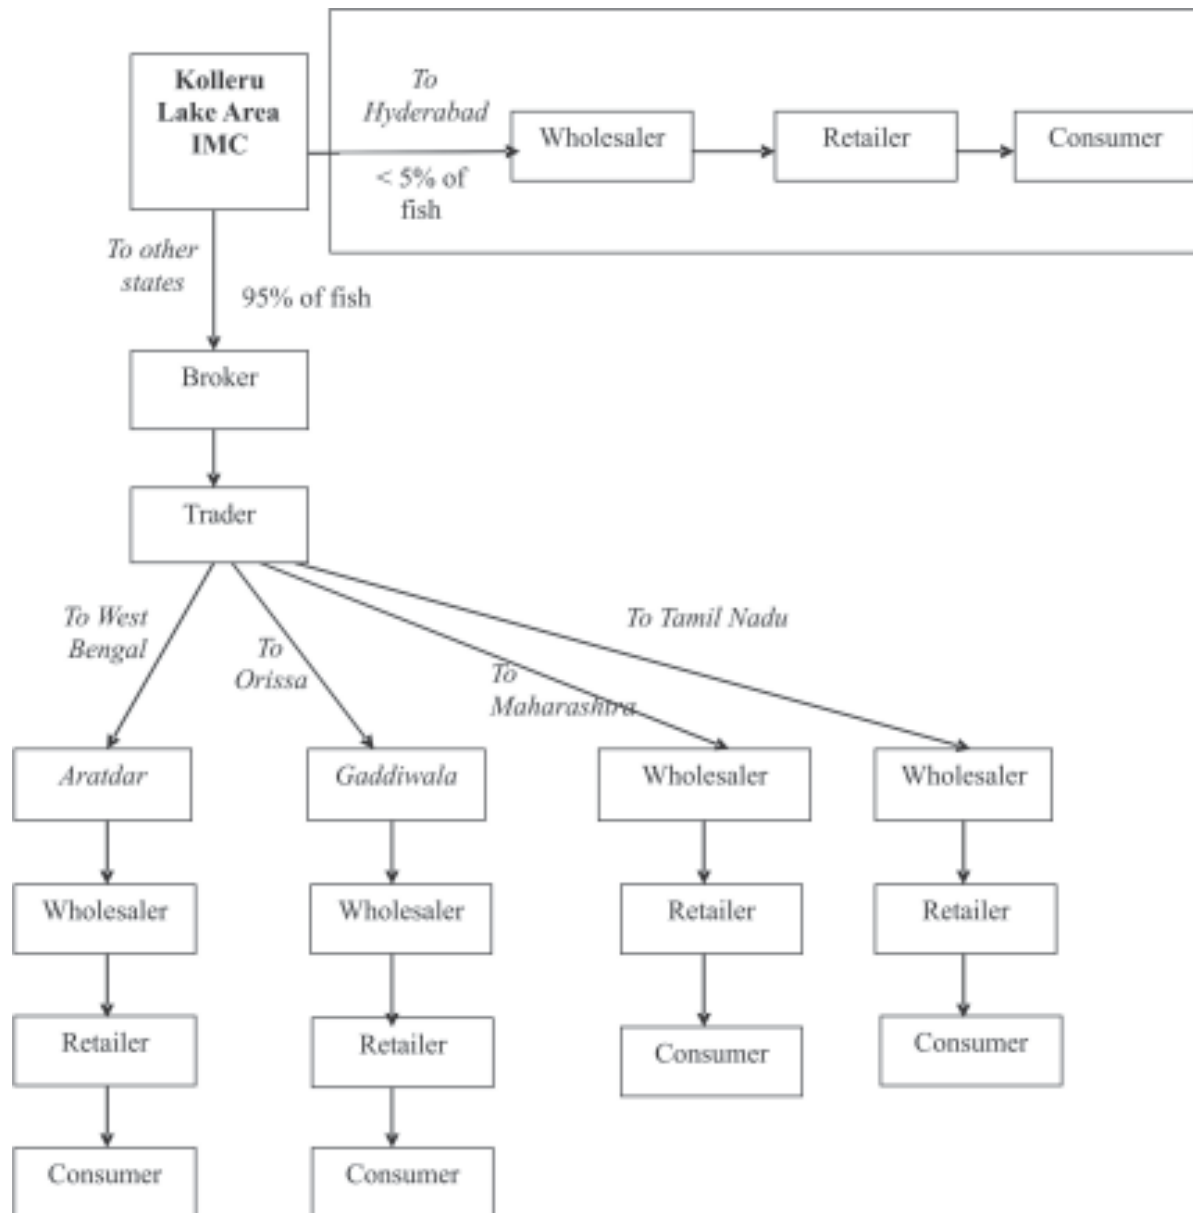 Kolleru
Lake Area
IMC
To
Hyderabad
< 5% of
fish
Wholesaler
Retailer
Consumer
To other
states
95% of fish
Broker
Trader
To West
Bengal
To
Orissa
To
Maharashtra
To Tamil Nadu
Aratdar
Gaddiwala
Wholesaler
Wholesaler
Wholesaler
Wholesaler
Retailer
Retailer
Retailer
Retailer
Consumer
Consumer
Consumer
Consumer